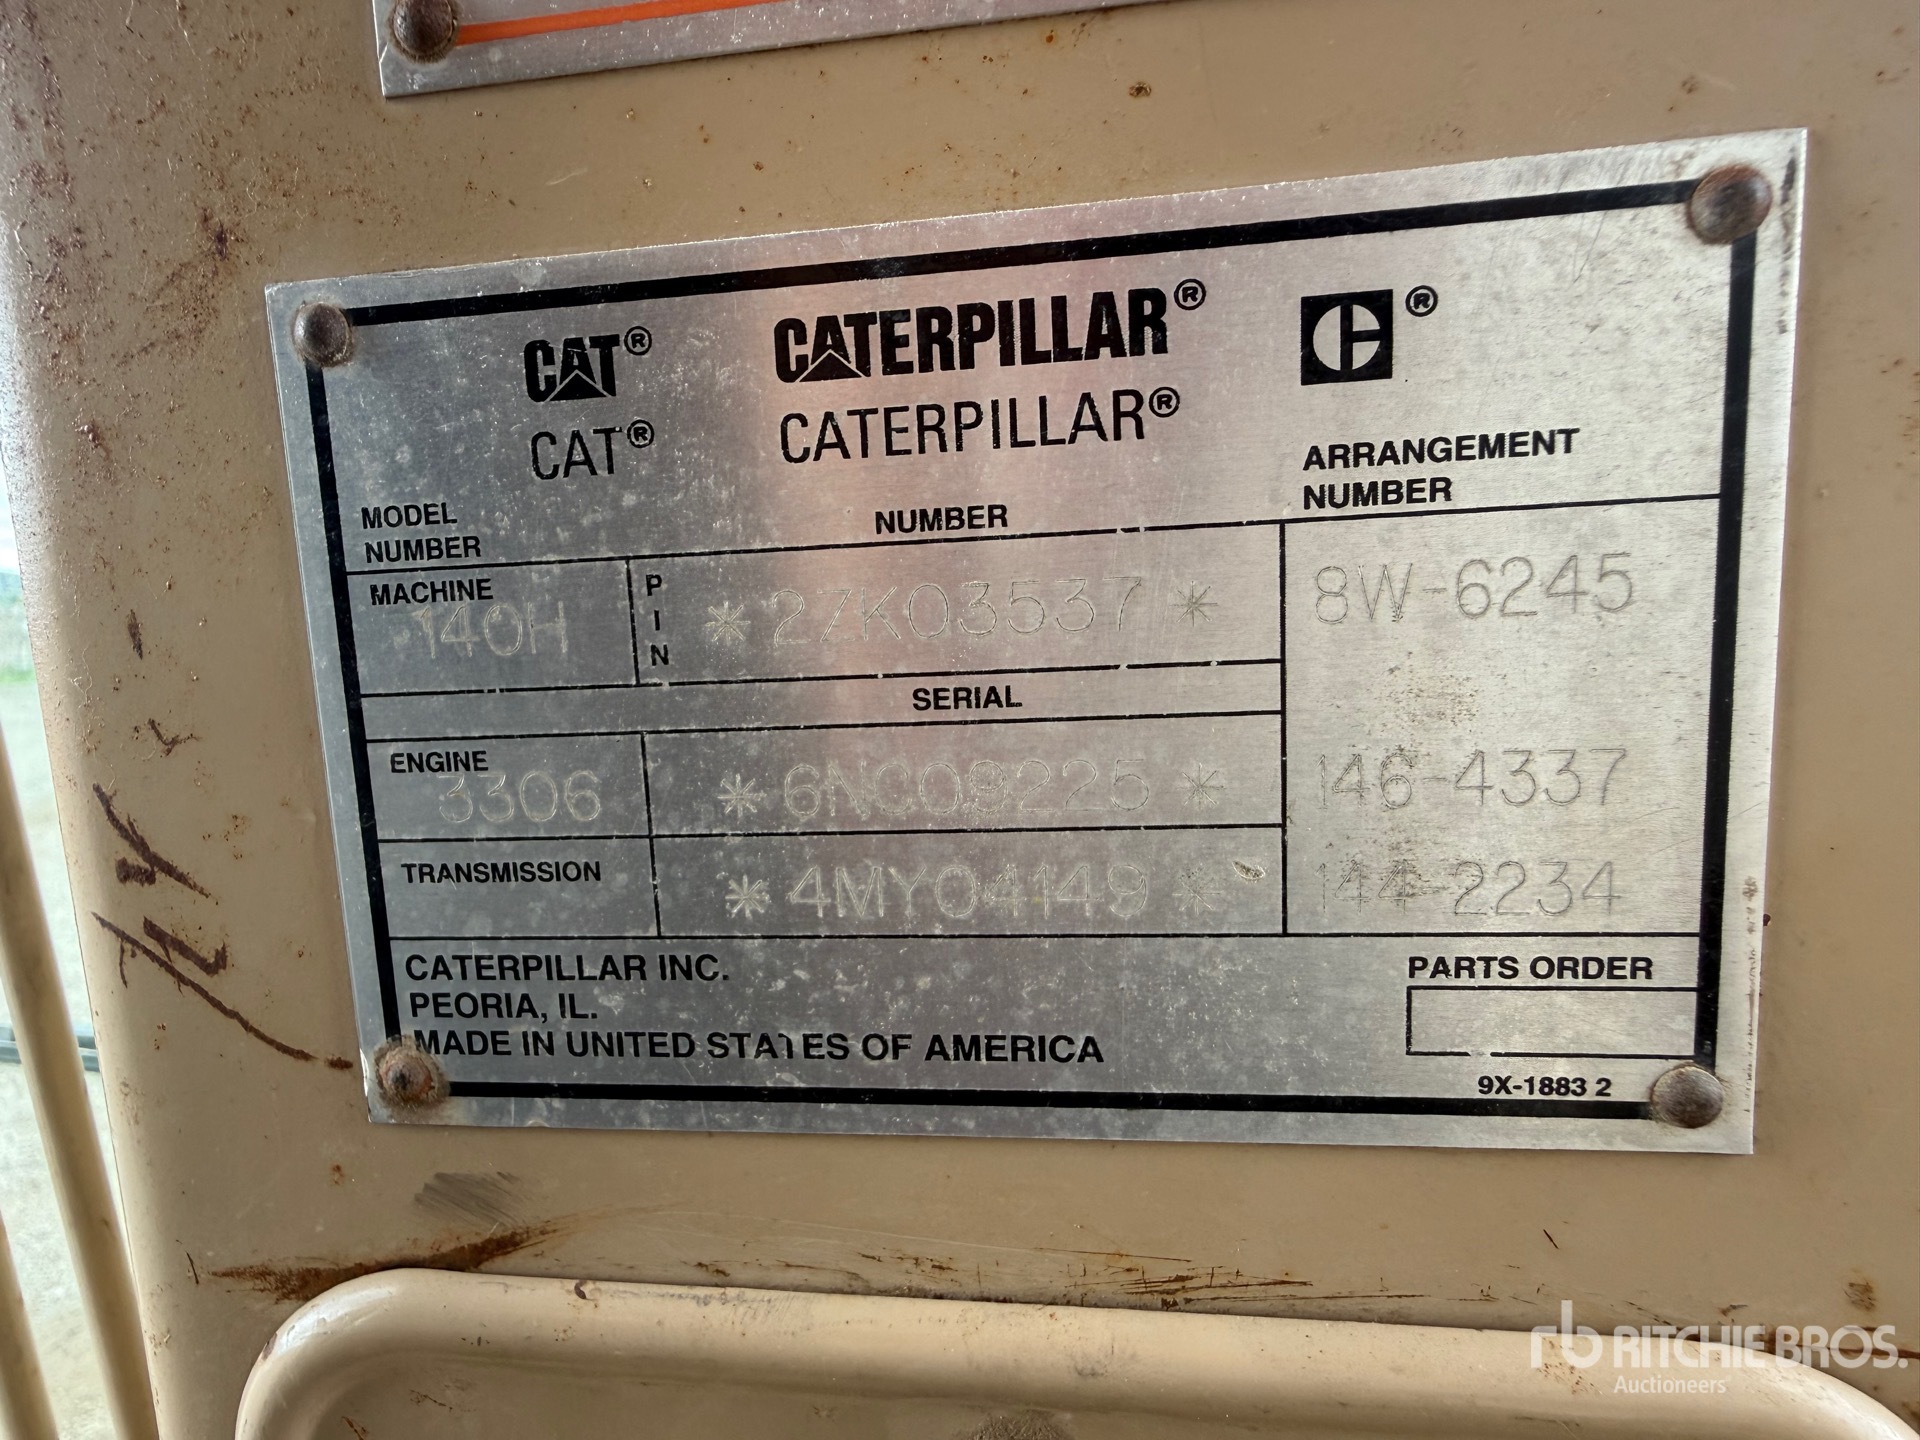 CAT® CATERPILLAR® ®
CAT® CATERPILLAR®
MODEL NUMBER
NUMBER
ARRANGEMENT NUMBER
MACHINE
140H
PIN
*2ZK03537*
8W-6245
SERIAL
ENGINE
3306
*6NC09225*
146-4337
TRANSMISSION
*4MY04149*
144-2234
CATERPILLAR INC.
PEORIA, IL.
MADE IN UNITED STATES OF AMERICA
PARTS ORDER
9X-1883 2
rb RITCHIE BROS.
Auctioneers